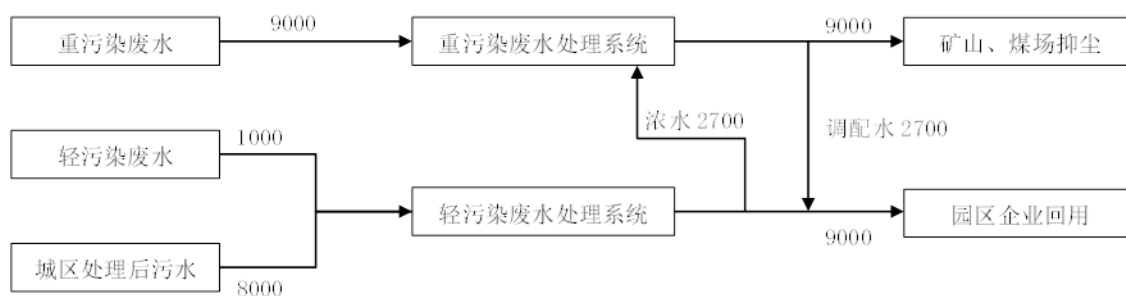 重污染废水
9000
重污染废水处理系统
9000
矿山、煤场抑尘
浓水 2700
调配水 2700
轻污染废水
1000
轻污染废水处理系统
9000
园区企业回用
城区处理后污水
8000